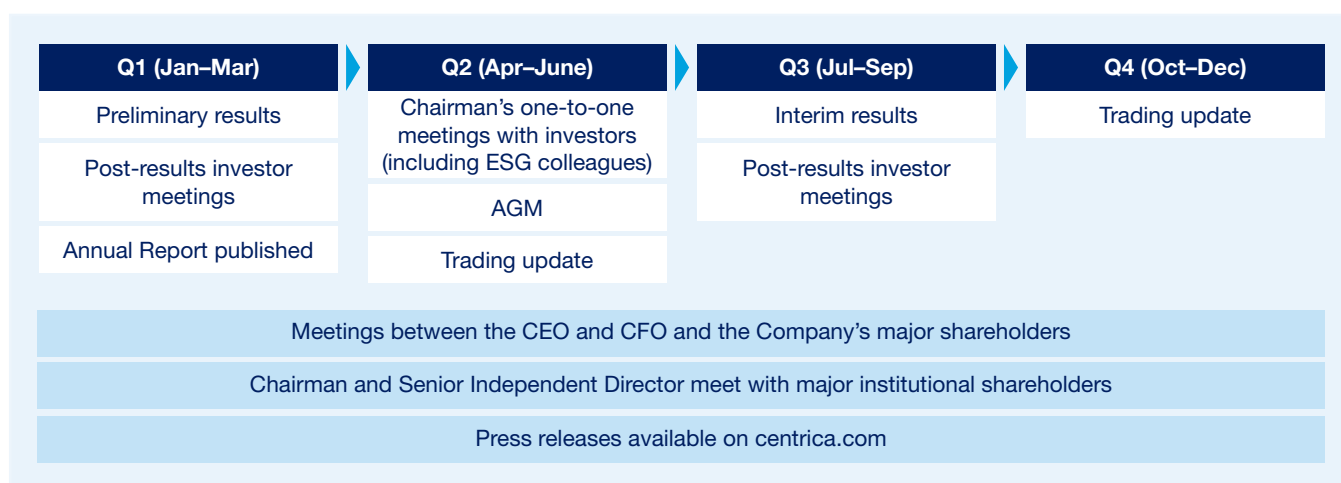 Q1 (Jan–Mar)
Preliminary results
Post-results investor
meetings
Annual Report published
Q2 (Apr–June)
Chairman’s one-to-one
meetings with investors
(including ESG colleagues)
AGM
Trading update
Q3 (Jul–Sep)
Interim results
Post-results investor
meetings
Q4 (Oct–Dec)
Trading update
Meetings between the CEO and CFO and the Company’s major shareholders
Chairman and Senior Independent Director meet with major institutional shareholders
Press releases available on centrica.com